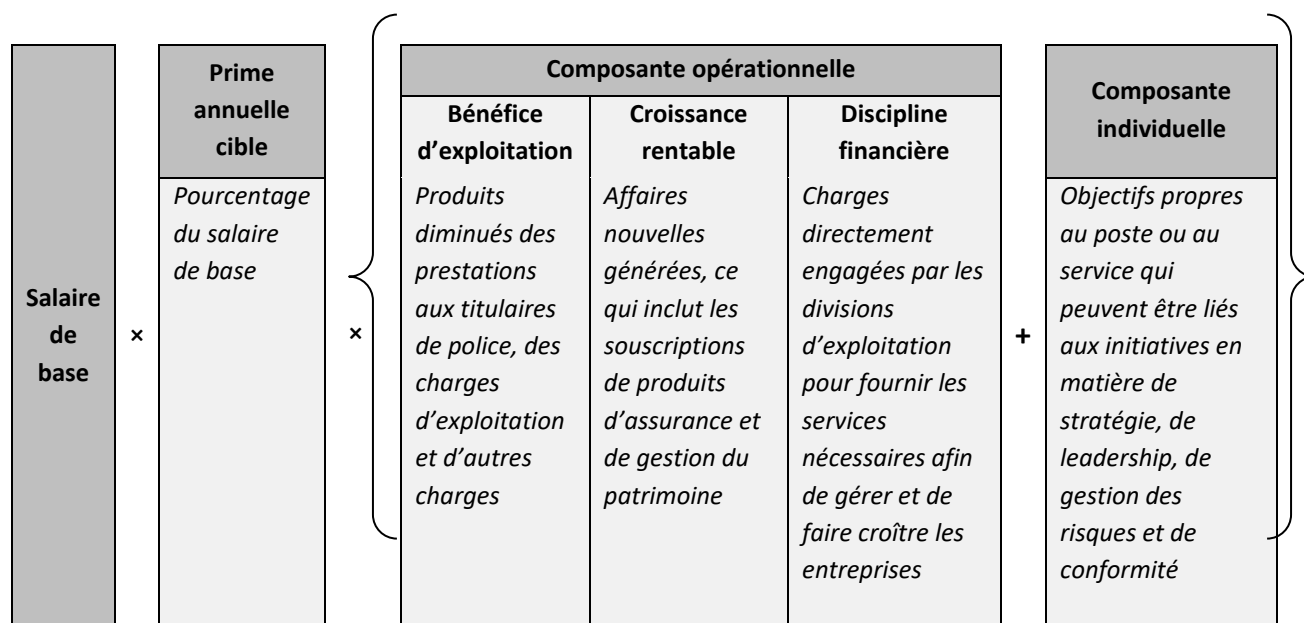 Salaire
de
base
×
Prime
annuelle
cible
Pourcentage
du salaire
de base
×
Composante opérationnelle
Bénéfice
d’exploitation
Produits
diminués des
prestations
aux titulaires
de police, des
charges
d’exploitation
et d’autres
charges
Croissance
rentable
Affaires
nouvelles
générées, ce
qui inclut les
souscriptions
de produits
d’assurance et
de gestion du
patrimoine
Discipline
financière
Charges
directement
engagées par les
divisions
d’exploitation
pour fournir les
services
nécessaires afin
de gérer et de
faire croître les
entreprises
+
Composante
individuelle
Objectifs propres
au poste ou au
service qui
peuvent être liés
aux initiatives en
matière de
stratégie, de
leadership, de
gestion des
risques et de
conformité